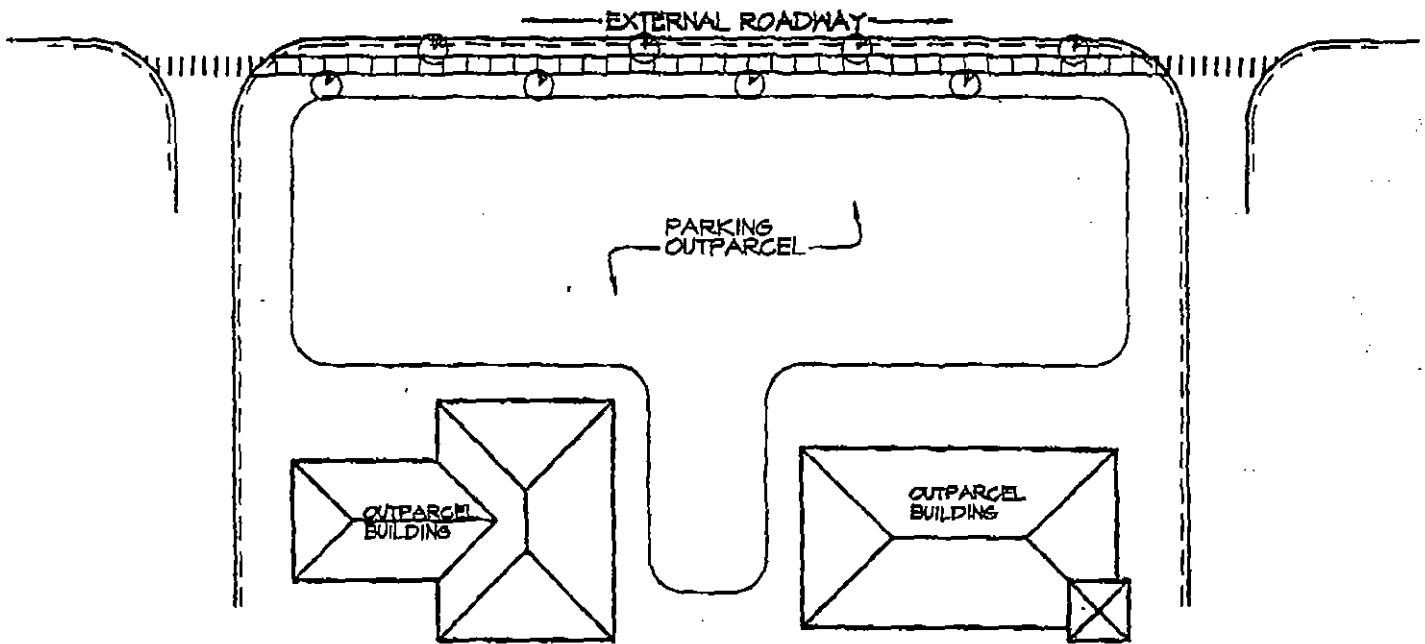 EXTERNAL ROADWAY
PARKING
OUTPARCEL
OUTPARCEL
BUILDING
OUTPARCEL
BUILDING